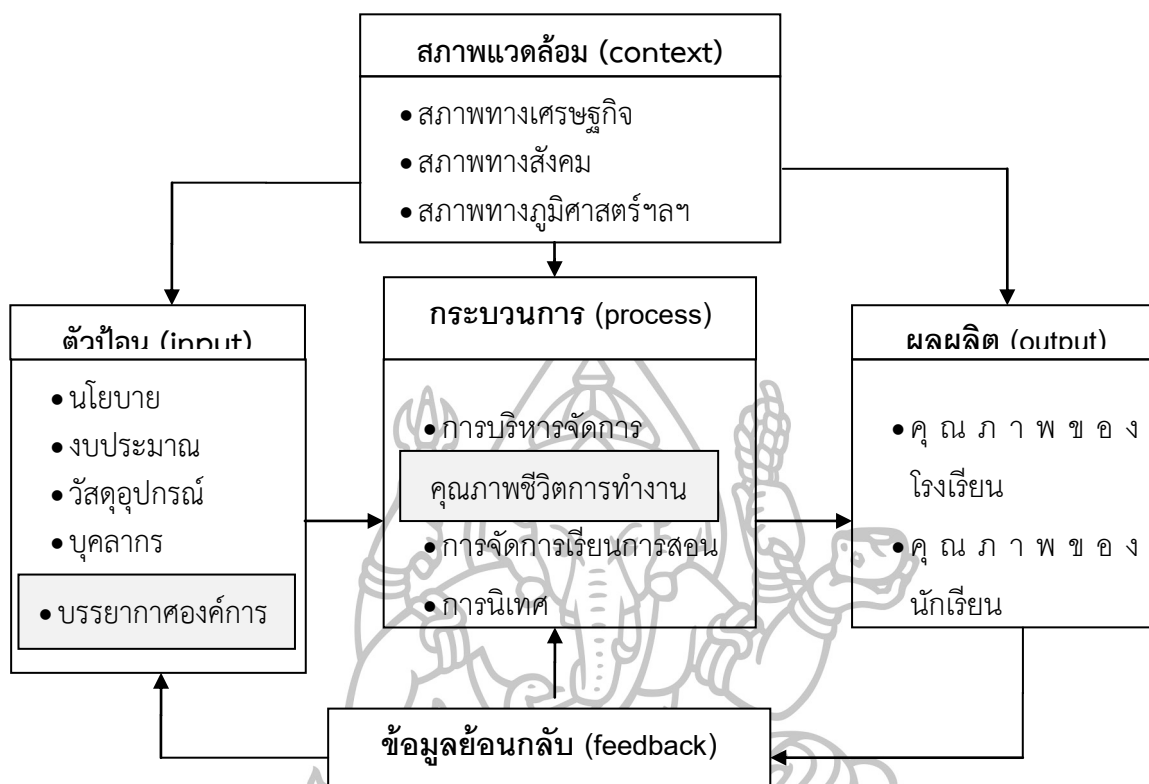 สภาพแวดล้อม (context)
• สภาพทางเศรษฐกิจ
• สภาพทางสังคม
• สภาพทางภูมิศาสตร์ฯลฯ
ตัวป้อน (input)
• นโยบาย
• งบประมาณ
• วัสดุอุปกรณ์
• บุคลากร
• บรรยากาศองค์การ
กระบวนการ (process)
• การบริหารจัดการ
คุณภาพชีวิตการทำงาน
• การจัดการเรียนการสอน
• การนิเทศ
ผลผลิต (output)
• คุ ณ ภ า พ ข อ ง
โรงเรียน
• คุ ณ ภ า พ ข อ ง
นักเรียน
ข้อมูลย้อนกลับ (feedback)